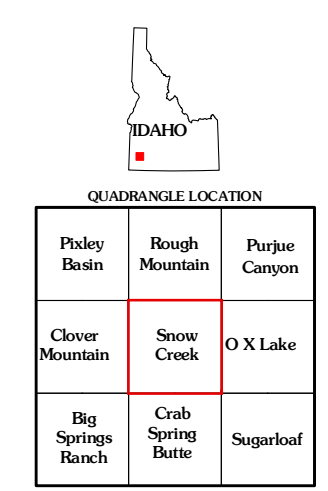 IDAHO
QUADRANGLE LOCATION
Pixley
Basin
Rough
Mountain
Purjue
Canyon
Clover
Mountain
Snow
Creek
O X Lake
Big
Springs
Ranch
Crab
Spring
Butte
Sugarloaf